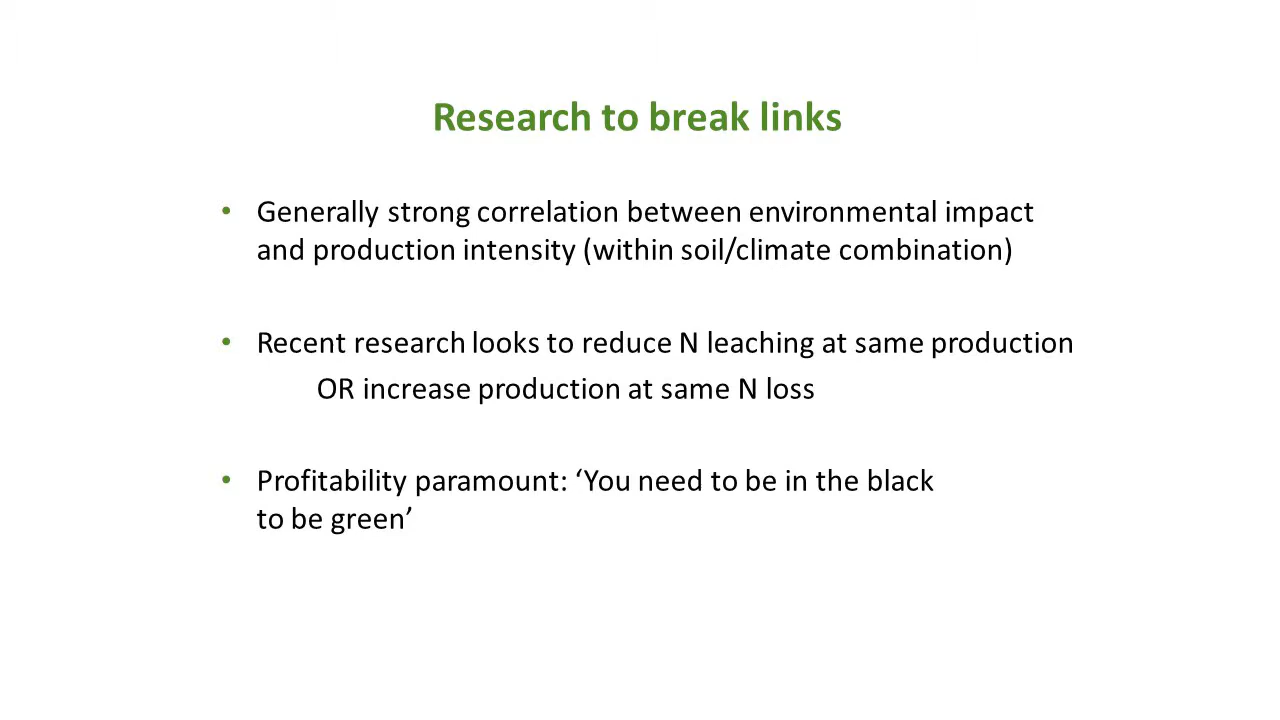 Research to break links
• Generally strong correlation between environmental impact
and production intensity (within soil/climate combination)
• Recent research looks to reduce N leaching at same production
OR increase production at same N loss
• Profitability paramount: ‘You need to be in the black
to be green’